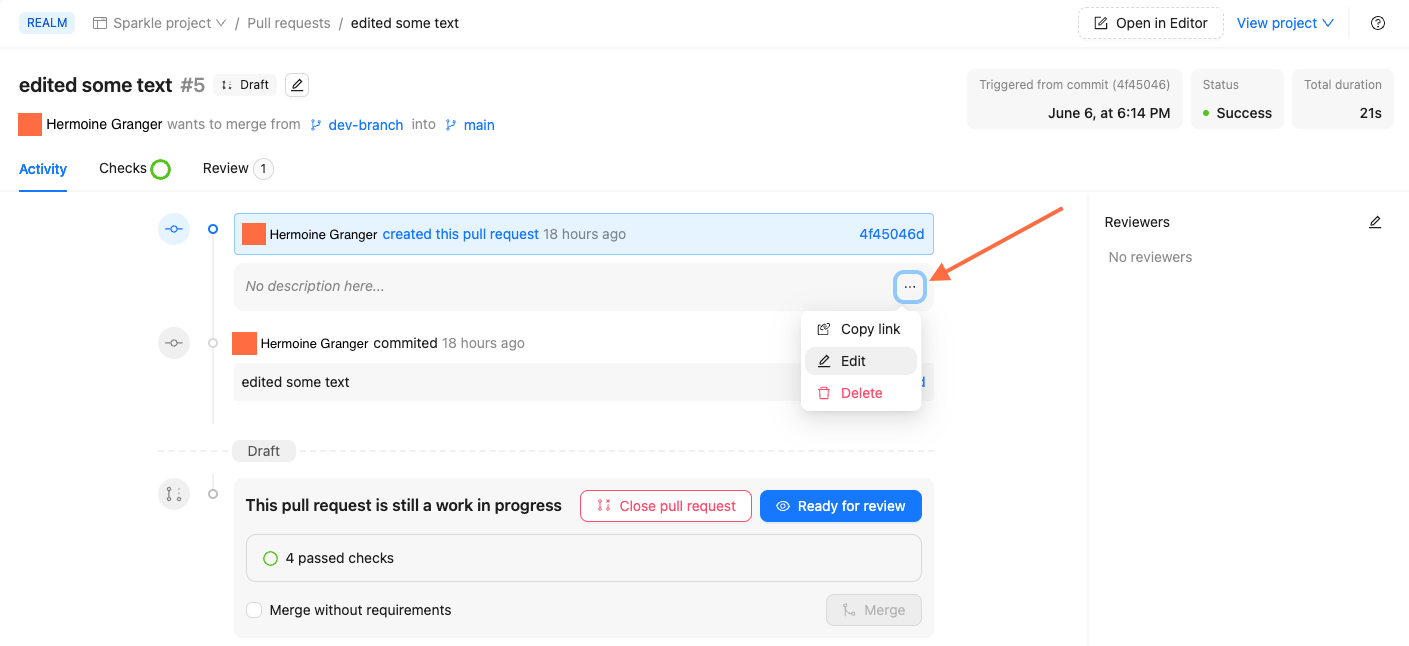 REALM Sparkle project / Pull requests / edited some text Open in Editor View project
edited some text #5 Draft
Triggered from commit (4f45046) Status Total duration
June 6, at 6:14 PM Success 21s
Hermoine Granger wants to merge from dev-branch into main
Activity Checks Review 1
Hermoine Granger created this pull request 18 hours ago 4f45046d
Reviewers
No reviewers
No description here...
Copy link
Edit
Delete
Hermoine Granger commited 18 hours ago
edited some text d
Draft
This pull request is still a work in progress Close pull request Ready for review
4 passed checks
Merge without requirements Merge